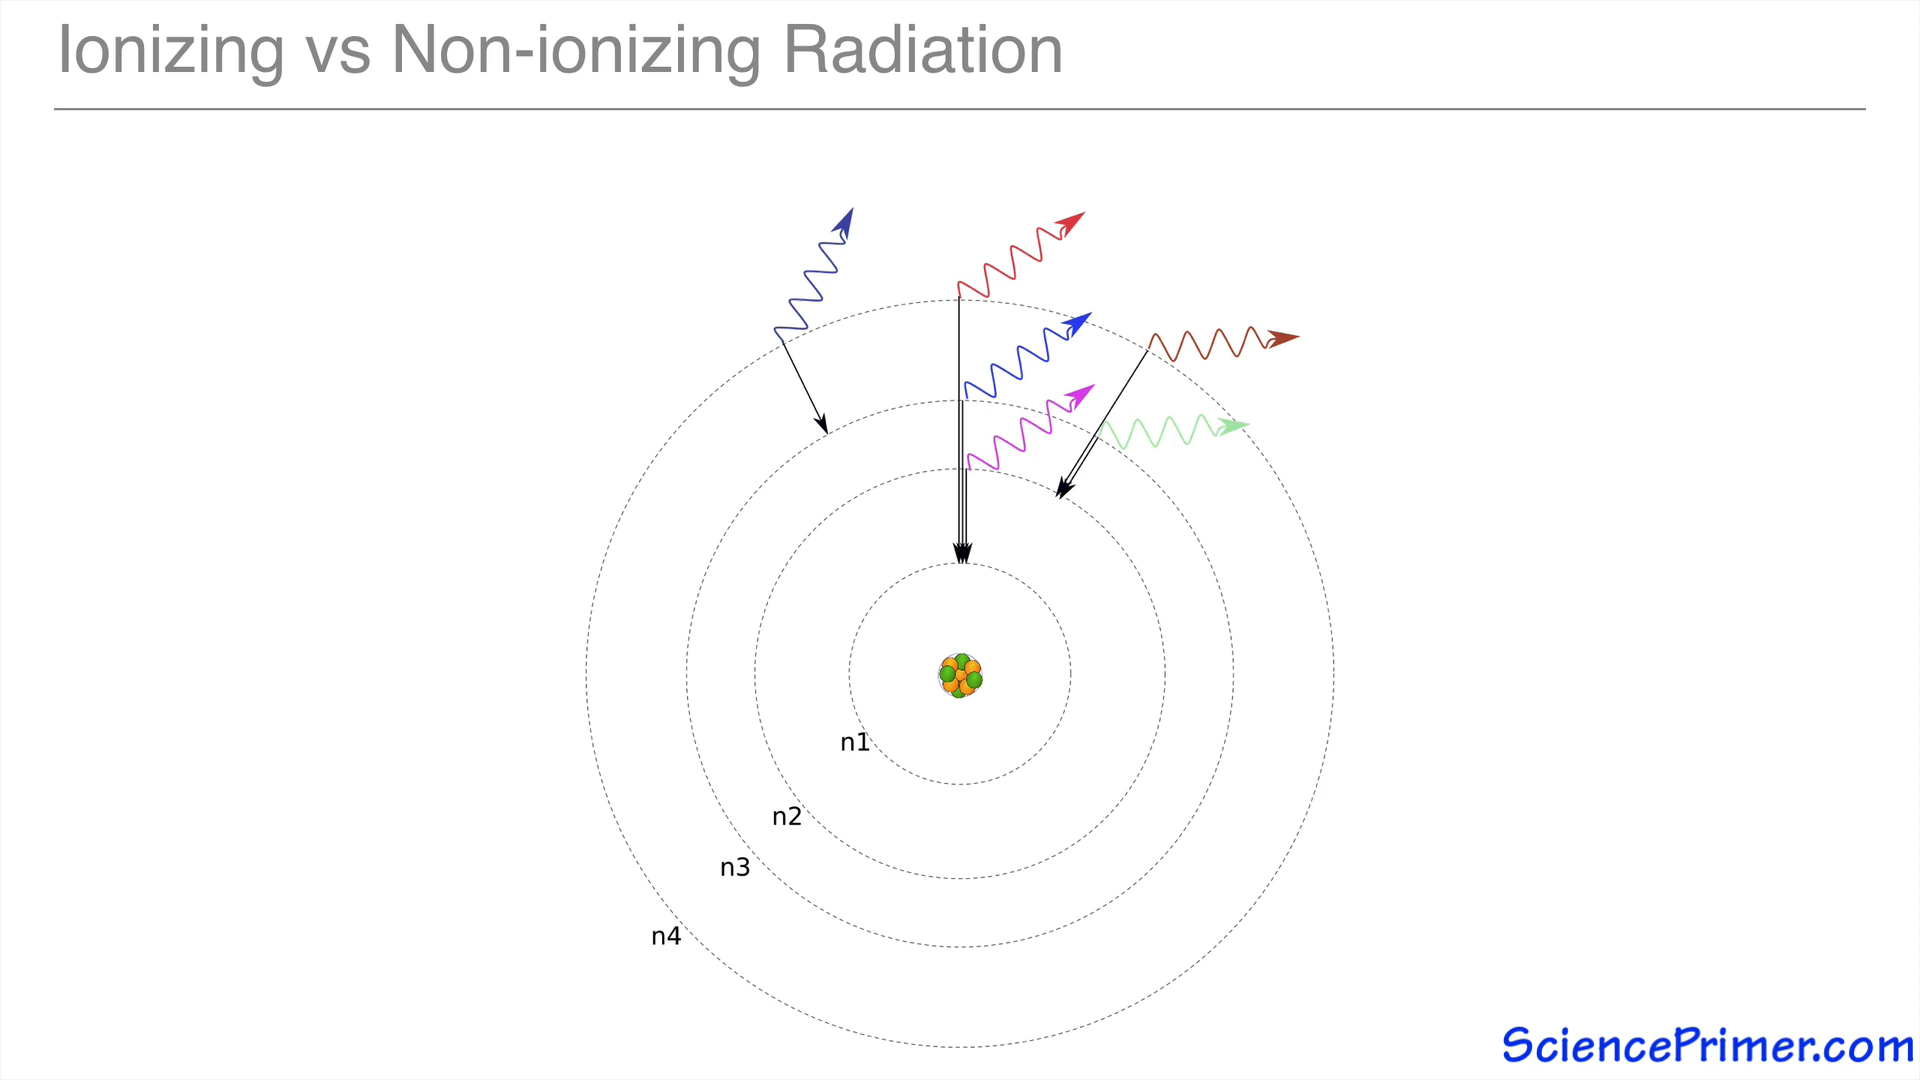 Ionizing vs Non-ionizing Radiation
n1
n2
n3
n4
SciencePrimer.com